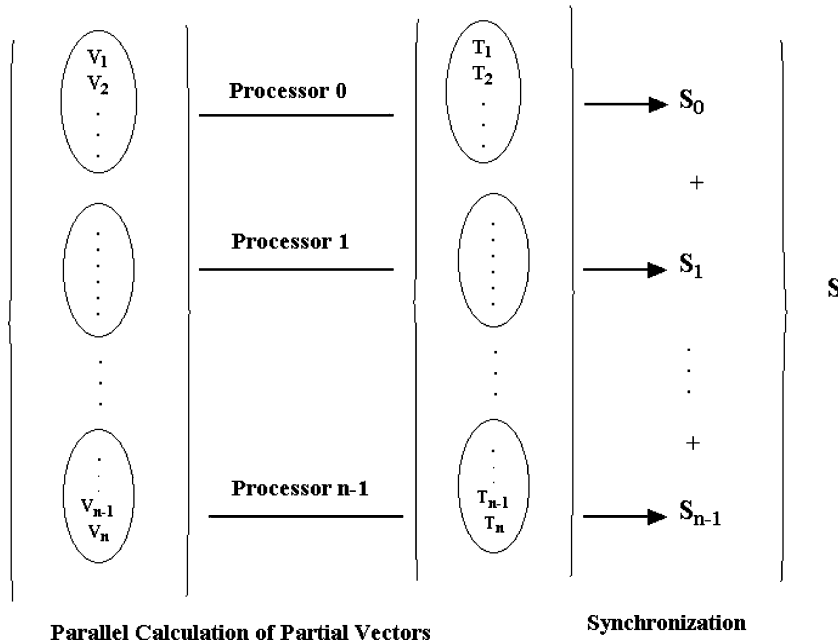 V₁
V₂
Processor 0
T₁
T₂
S₀
+
Processor 1
S₁
S
+
Processor n-1
Vₙ₋₁
Vₙ
Tₙ₋₁
Tₙ
Sₙ₋₁
Parallel Calculation of Partial Vectors
Synchronization